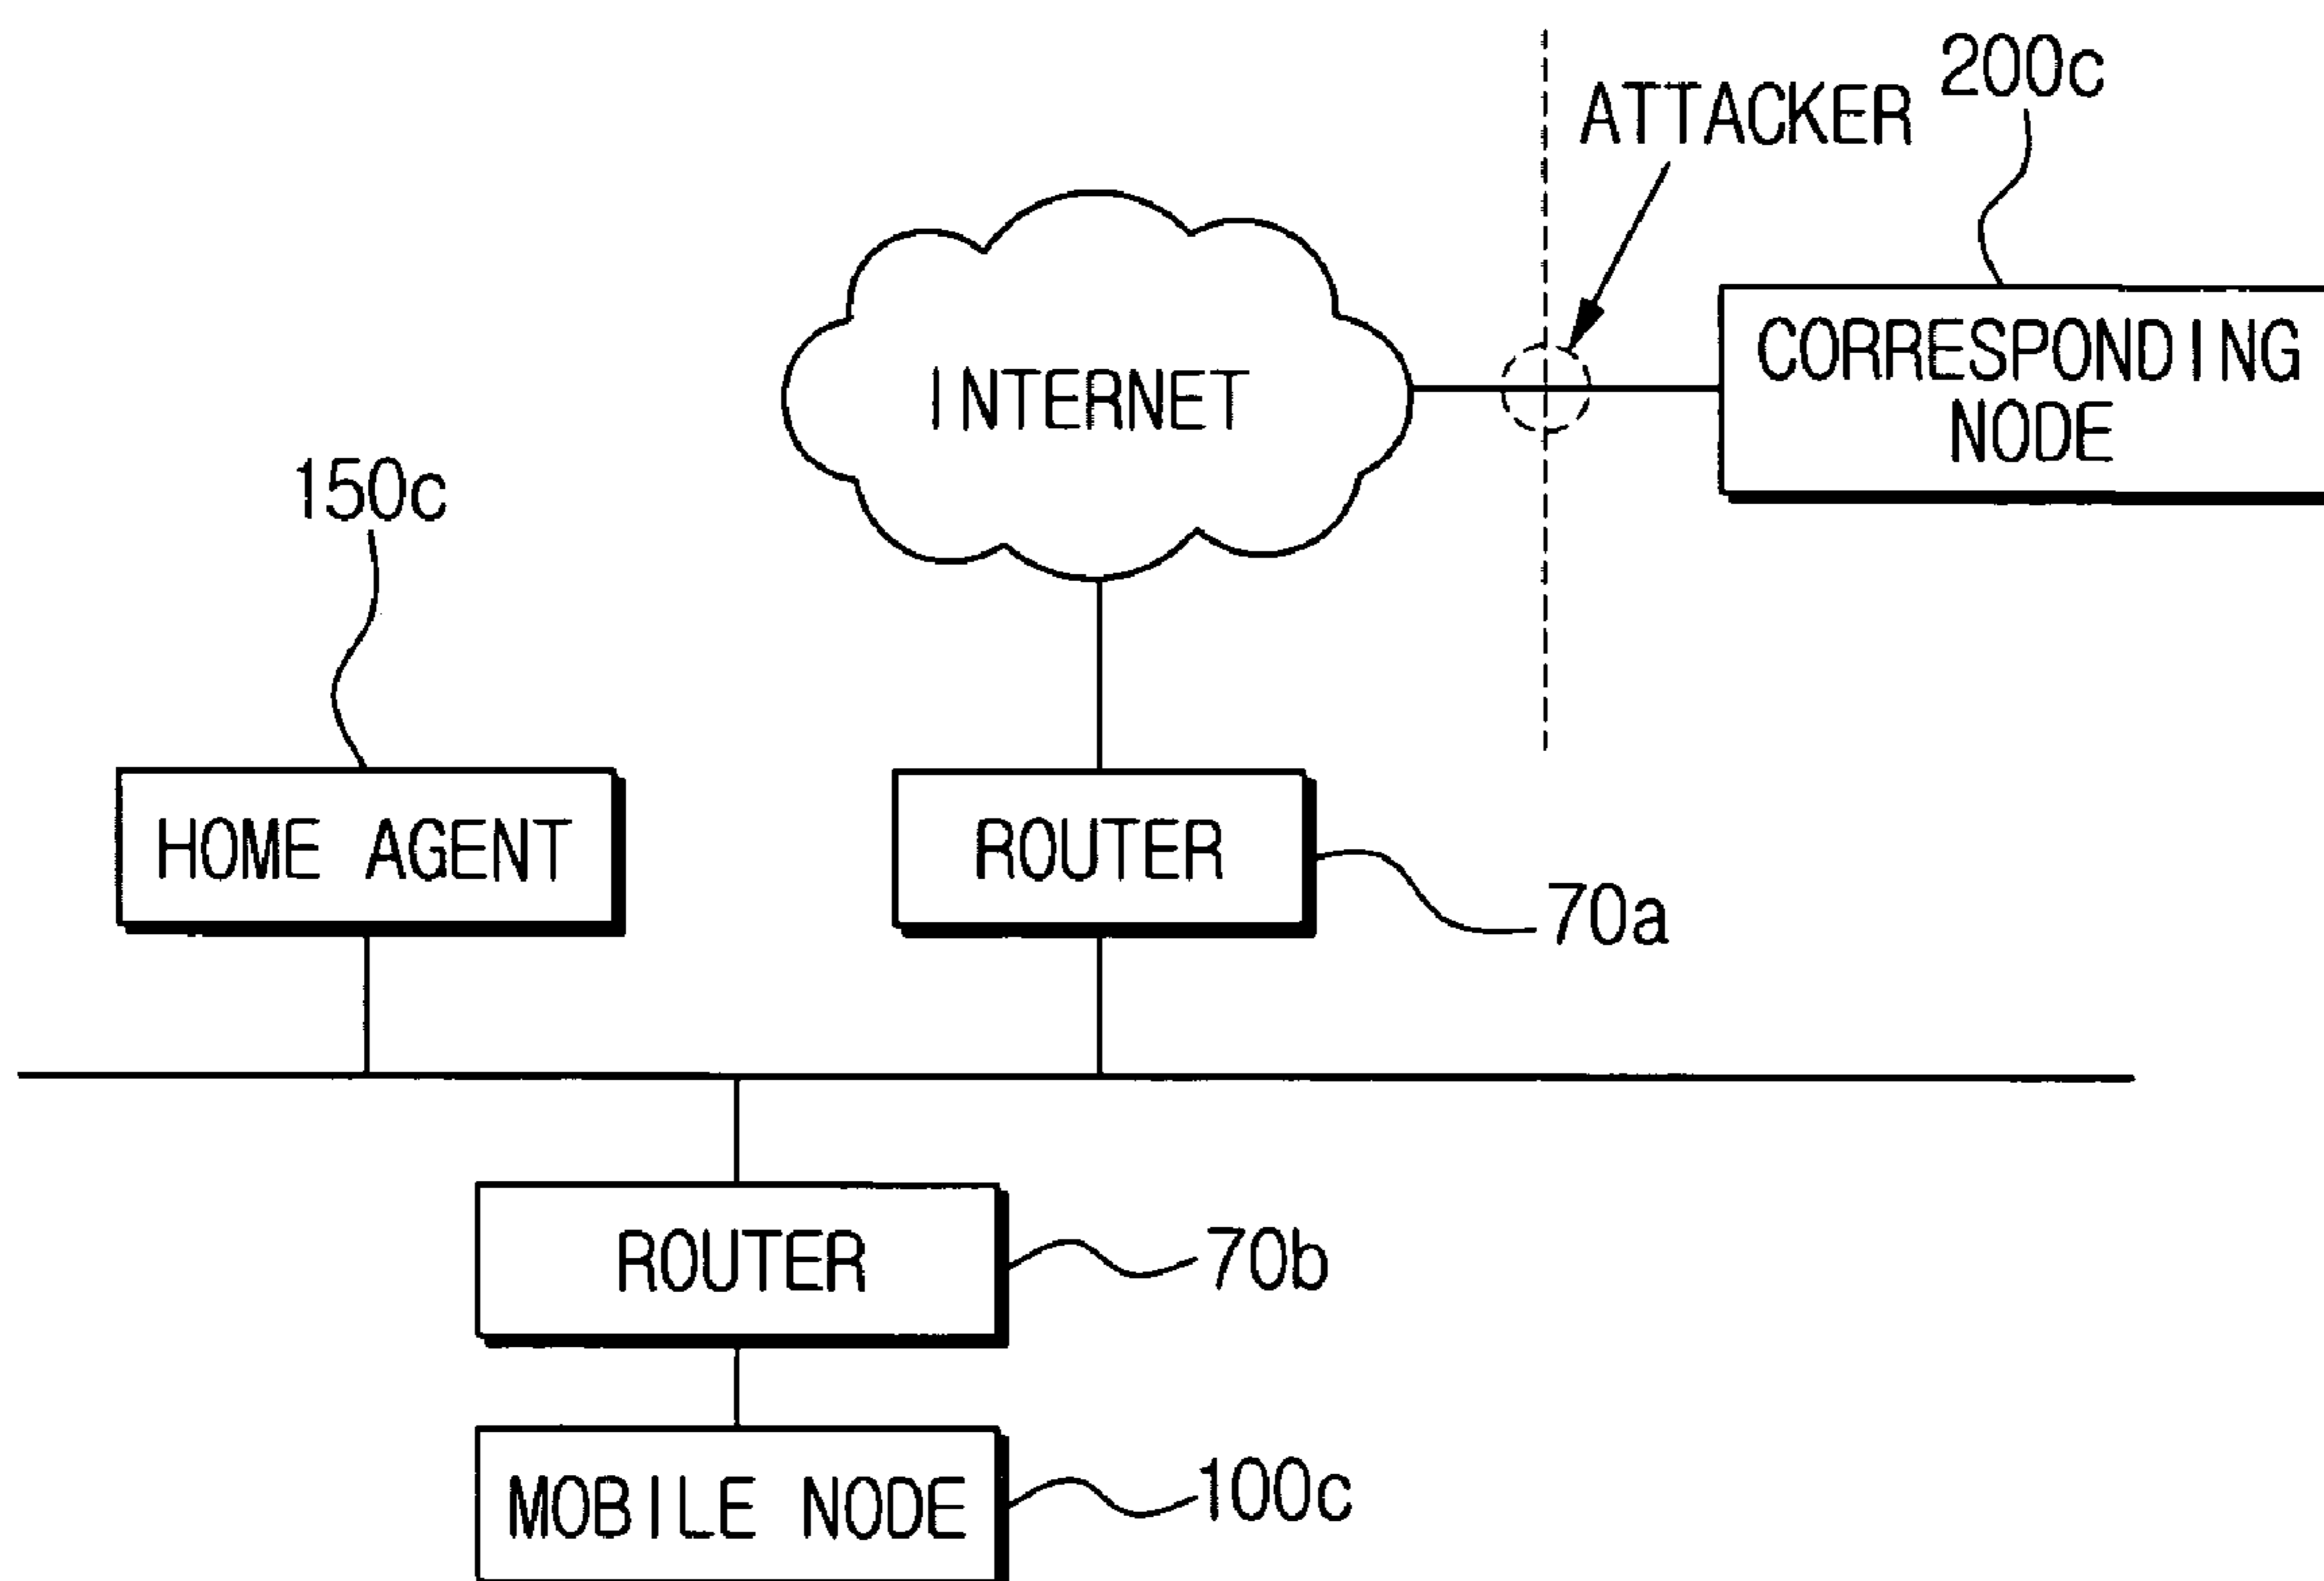 200c
ATTACKER
CORRESPONDING
NODE
INTERNET
150c
HOME AGENT
ROUTER
70a
ROUTER
70b
MOBILE NODE
100c